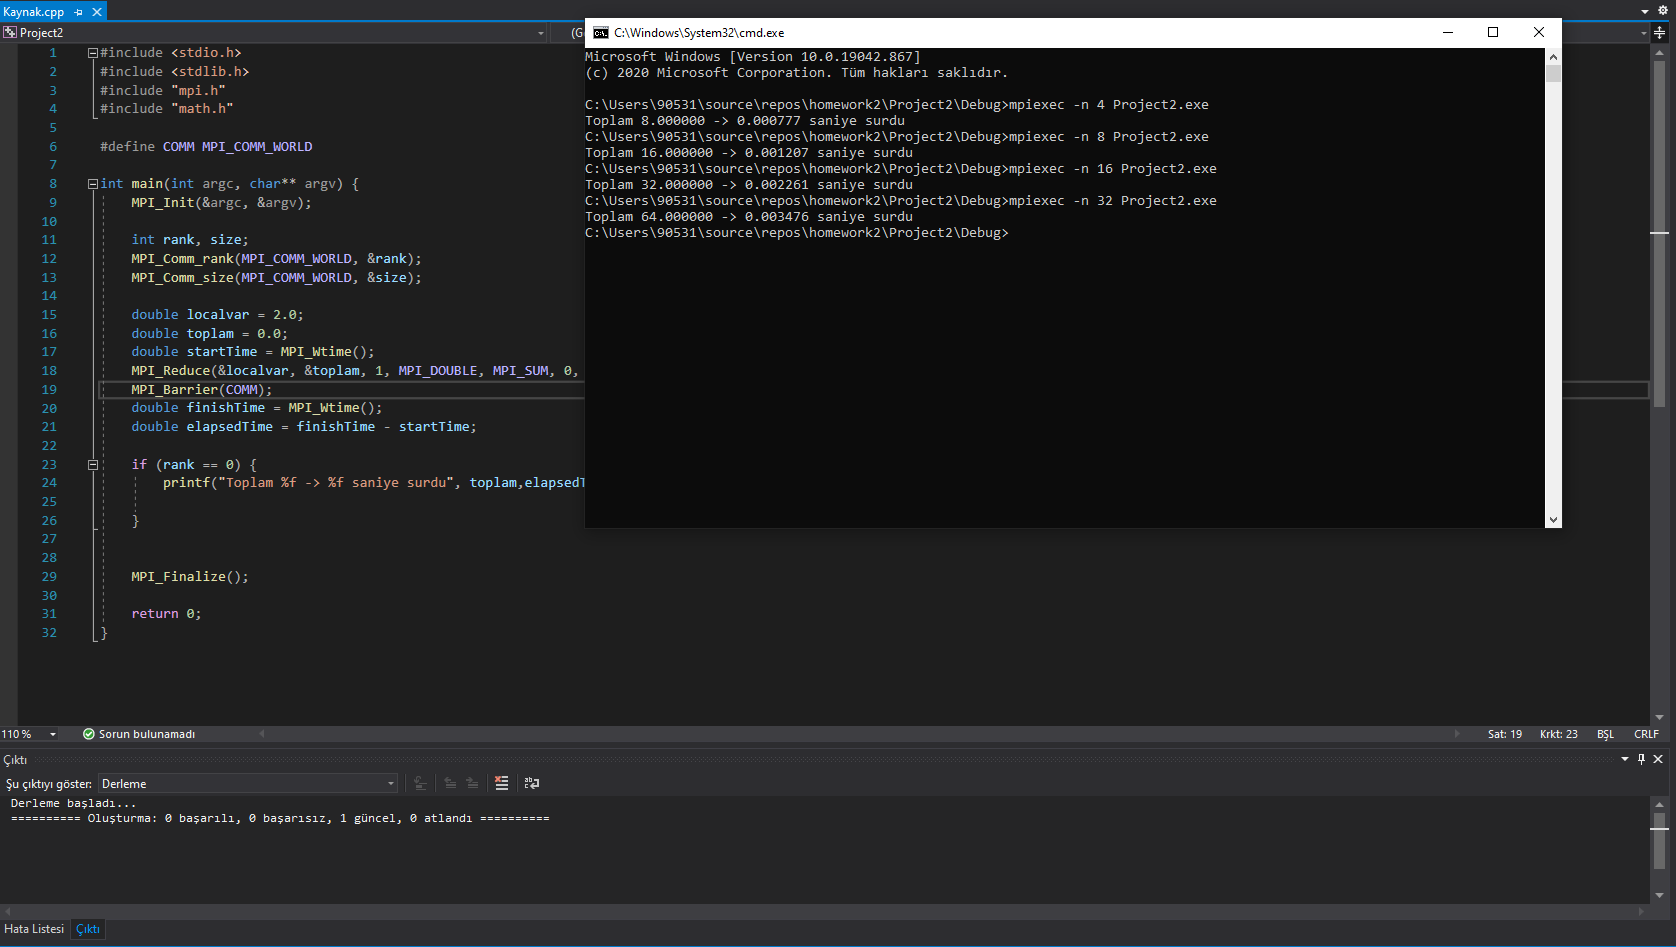 Kaynak.cpp
Project2
1 #include <stdio.h>
2 #include <stdlib.h>
3 #include "mpi.h"
4 #include "math.h"
5
6 #define COMM MPI_COMM_WORLD
7
8 int main(int argc, char** argv) {
9 MPI_Init(&argc, &argv);
10
11 int rank, size;
12 MPI_Comm_rank(MPI_COMM_WORLD, &rank);
13 MPI_Comm_size(MPI_COMM_WORLD, &size);
14
15 double localvar = 2.0;
16 double toplam = 0.0;
17 double startTime = MPI_Wtime();
18 MPI_Reduce(&localvar, &toplam, 1, MPI_DOUBLE, MPI_SUM, 0,
19 MPI_Barrier(COMM);
20 double finishTime = MPI_Wtime();
21 double elapsedTime = finishTime - startTime;
22
23 if (rank == 0) {
24 printf("Toplam %f -> %f saniye surdu", toplam,elapsedT
25
26 }
27
28
29 MPI_Finalize();
30
31 return 0;
32 }
C:\Windows\System32\cmd.exe
Microsoft Windows [Version 10.0.19042.867]
(c) 2020 Microsoft Corporation. Tüm hakları saklıdır.
C:\Users\90531\source\repos\homework2\Project2\Debug>mpiexec -n 4 Project2.exe
Toplam 8.000000 -> 0.000777 saniye surdu
C:\Users\90531\source\repos\homework2\Project2\Debug>mpiexec -n 8 Project2.exe
Toplam 16.000000 -> 0.001207 saniye surdu
C:\Users\90531\source\repos\homework2\Project2\Debug>mpiexec -n 16 Project2.exe
Toplam 32.000000 -> 0.002261 saniye surdu
C:\Users\90531\source\repos\homework2\Project2\Debug>mpiexec -n 32 Project2.exe
Toplam 64.000000 -> 0.003476 saniye surdu
C:\Users\90531\source\repos\homework2\Project2\Debug>
110 % Sorun bulunamadı Sat: 19 Krkt: 23 BŞL CRLF
Çıktı
Şu çıktıyı göster: Derleme
Derleme başladı...
========== Oluşturma: 0 başarılı, 0 başarısız, 1 güncel, 0 atlandı ==========
Hata Listesi Çıktı